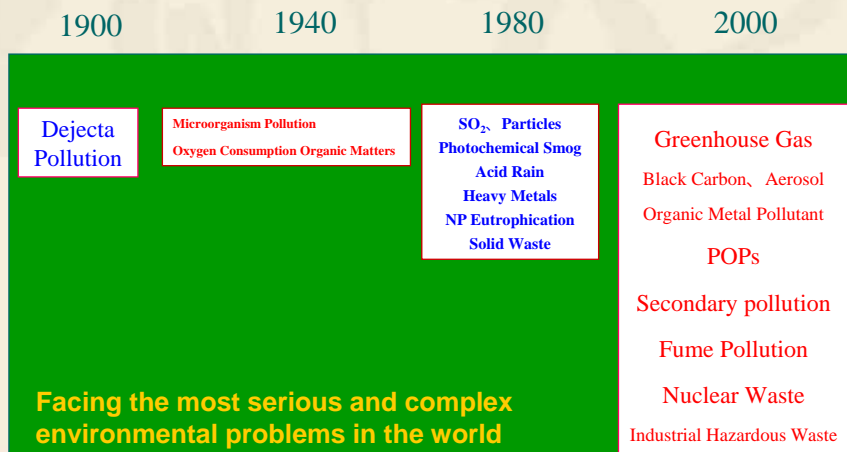 1900 1940 1980 2000
Dejecta
Pollution
Microorganism Pollution
Oxygen Consumption Organic Matters
SO₂、Particles
Photochemical Smog
Acid Rain
Heavy Metals
NP Eutrophication
Solid Waste
Greenhouse Gas
Black Carbon、Aerosol
Organic Metal Pollutant
POPs
Secondary pollution
Fume Pollution
Nuclear Waste
Industrial Hazardous Waste
Facing the most serious and complex
environmental problems in the world